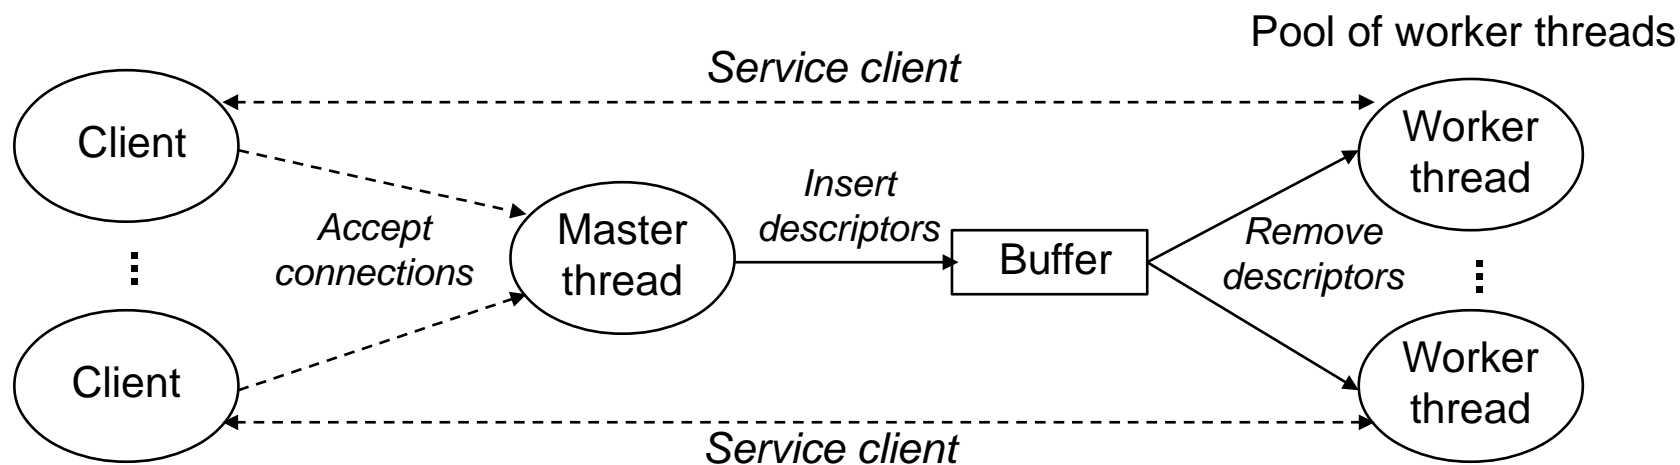 Pool of worker threads
Service client
Client
Worker
thread
Insert
descriptors
Master
thread
Accept
connections
Buffer
Remove
descriptors
Client
Worker
thread
Service client